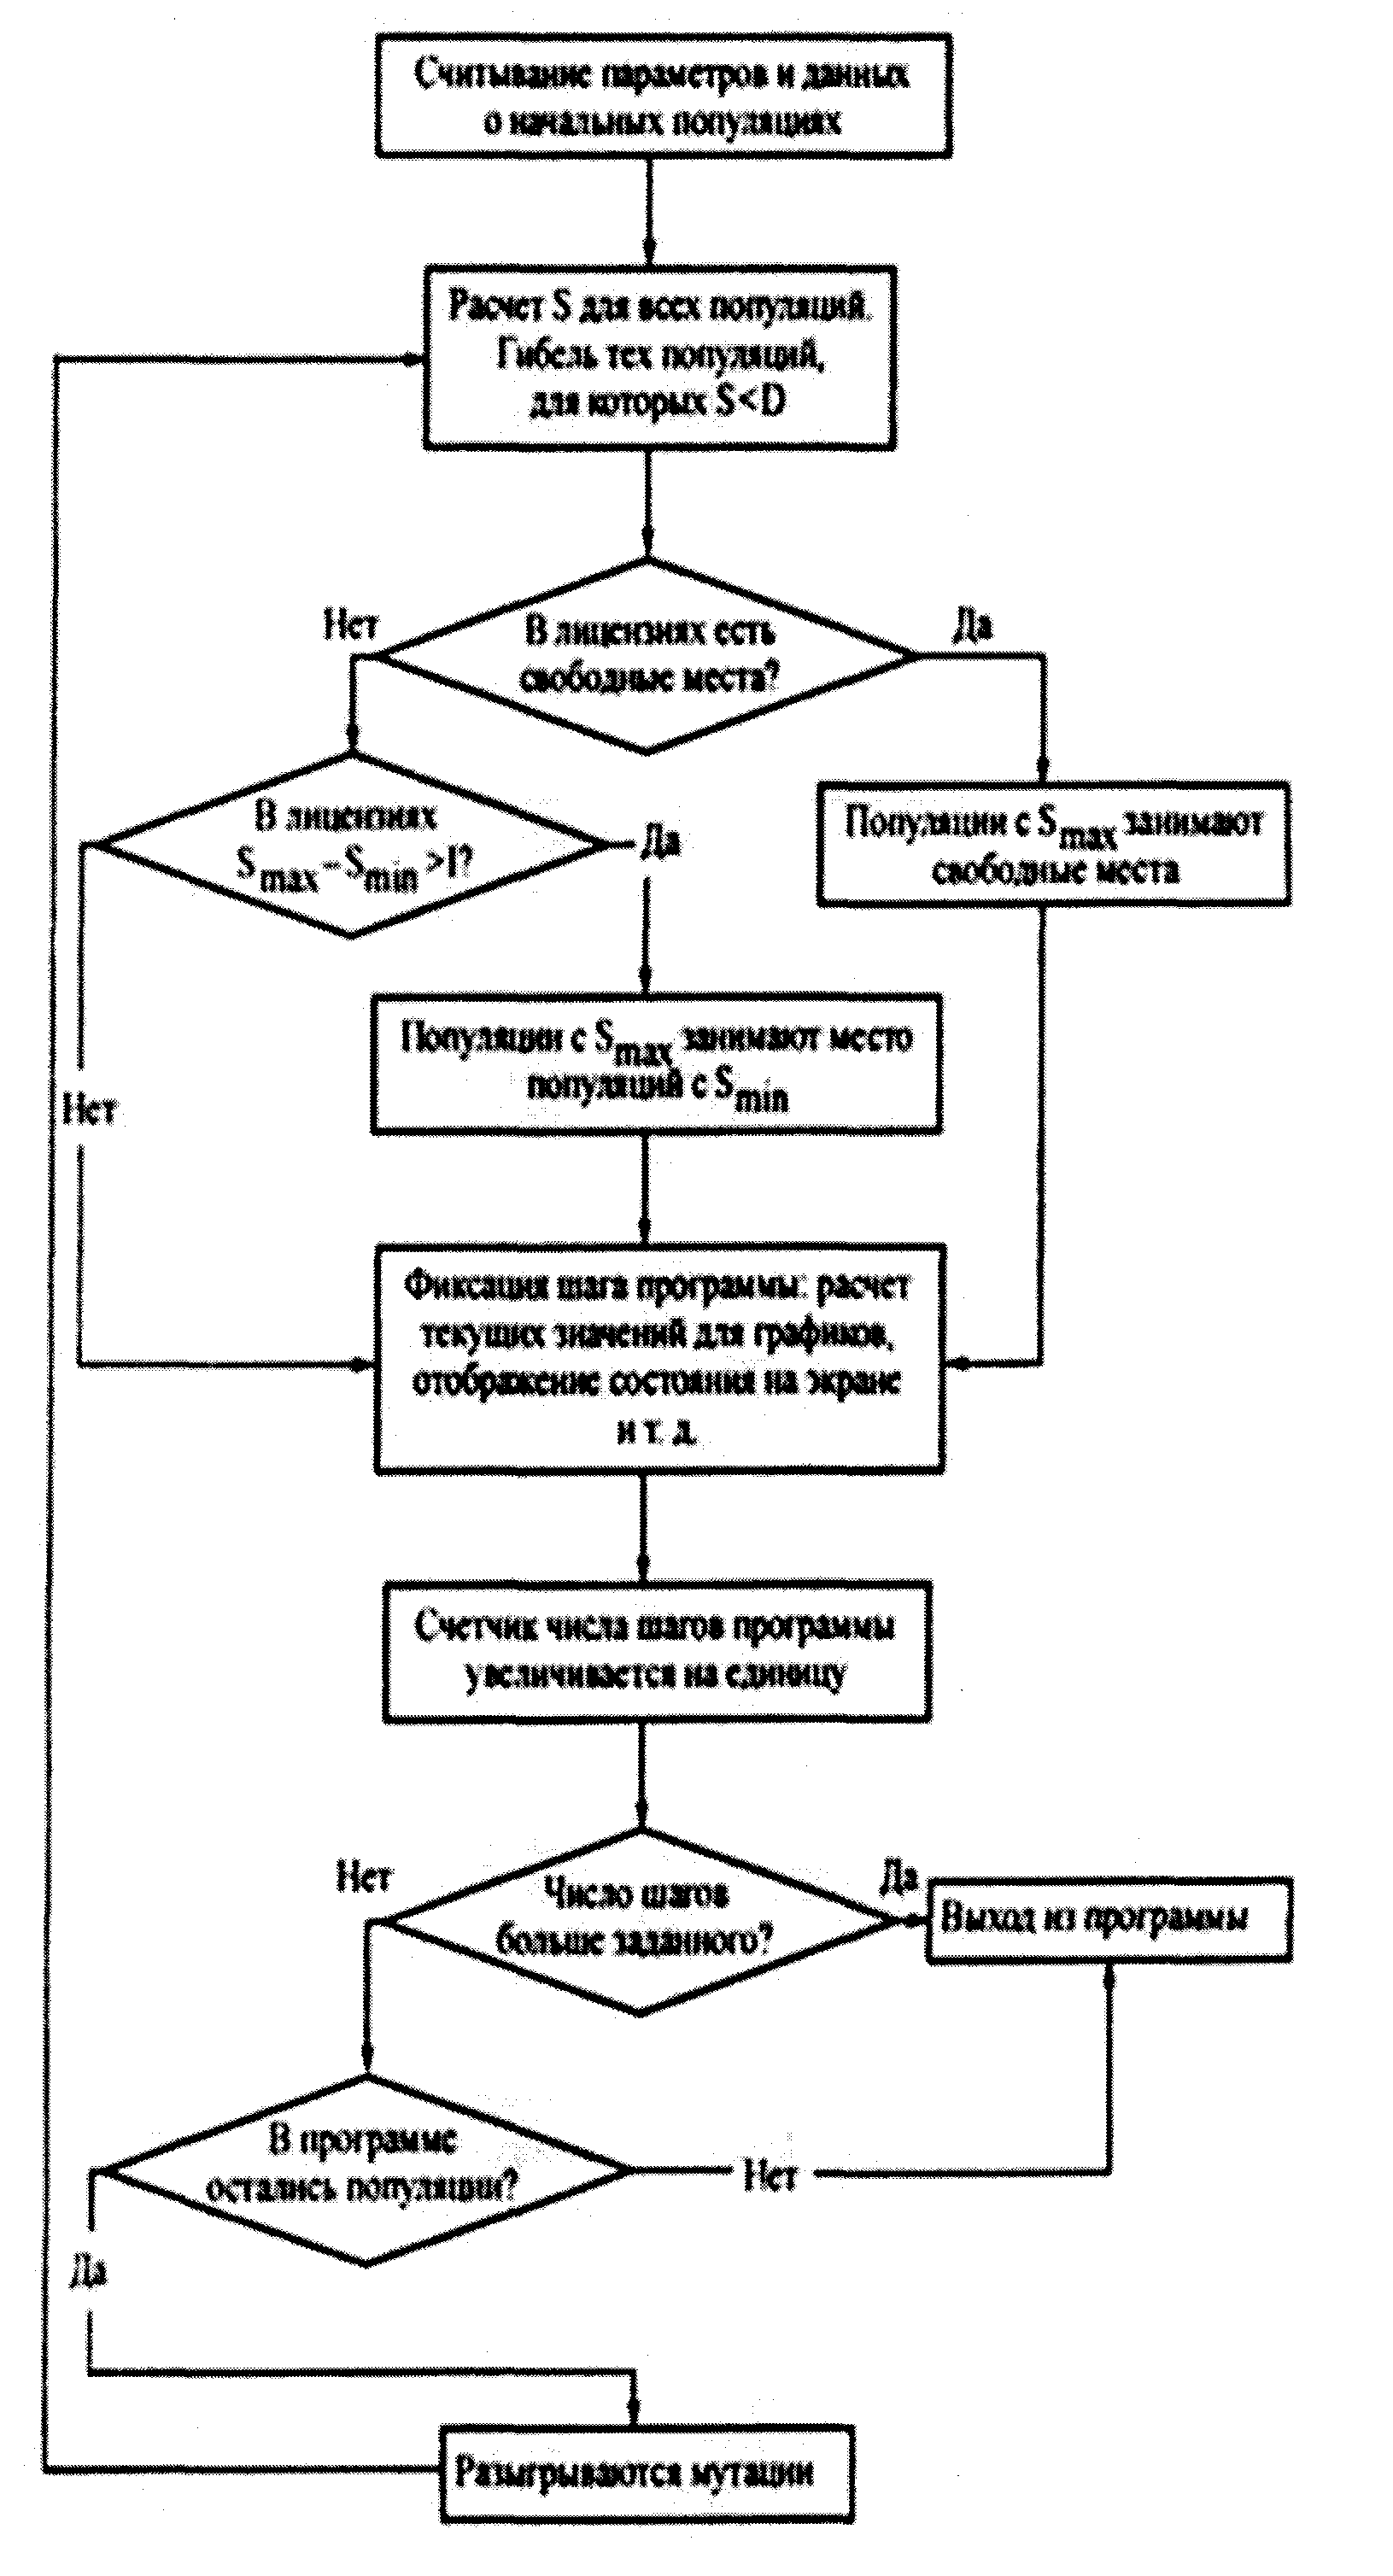 Считывание параметров и данных
о начальных популяциях
Расчет S для всех популяций.
Гибель тех популяций,
для которых S<D
Нет
В лицензиях есть
свободные места?
Да
В лицензиях
Smax–Smin>I?
Да
Популяции с Smax занимают
свободные места
Популяции с Smax занимают место
популяций с Smin
Нет
Фиксация шага программы: расчет
текущих значений для графиков,
отображение состояния на экране
и т. д.
Счетчик числа шагов программы
увеличивается на единицу
Нет
Число шагов
больше заданного?
Да
Выход из программы
В программе
остались популяции?
Нет
Да
Разыгрываются мутации